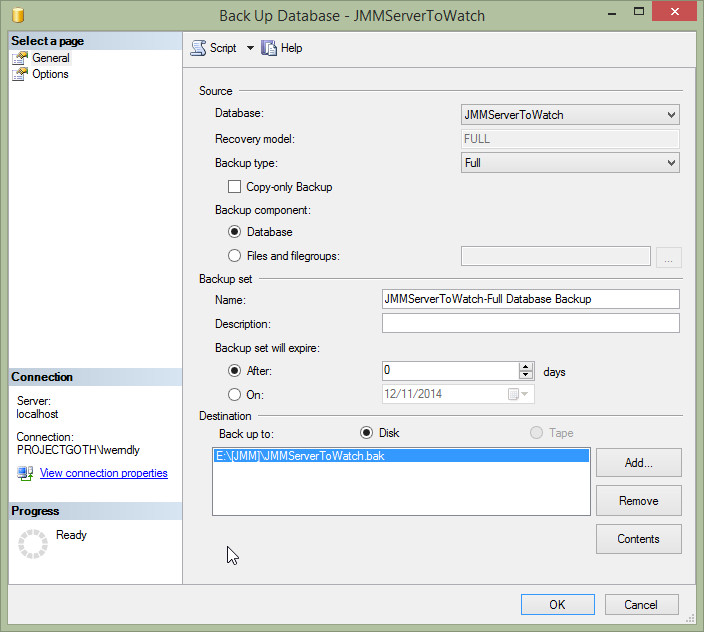 Back Up Database - JMMServerToWatch
Select a page
General
Options
Script
Help
Source
Database:
JMMServerToWatch
Recovery model:
FULL
Backup type:
Full
Copy-only Backup
Backup component:
Database
Files and filegroups:
...
Backup set
Name:
JMMServerToWatch-Full Database Backup
Description:
Backup set will expire:
After:
0
days
On:
12/11/2014
Destination
Back up to:
Disk
Tape
E:\[JMM]\JMMServerToWatch.bak
Add...
Remove
Contents
Connection
Server:
localhost
Connection:
PROJECTGOTH\lwendly
View connection properties
Progress
Ready
OK
Cancel